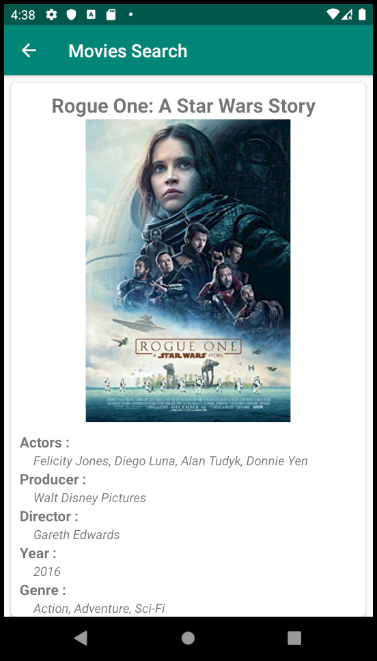 4:38
Movies Search
Rogue One: A Star Wars Story
ROGUE ONE
A STAR WARS STORY
Actors :
Felicity Jones, Diego Luna, Alan Tudyk, Donnie Yen
Producer :
Walt Disney Pictures
Director :
Gareth Edwards
Year :
2016
Genre :
Action, Adventure, Sci-Fi